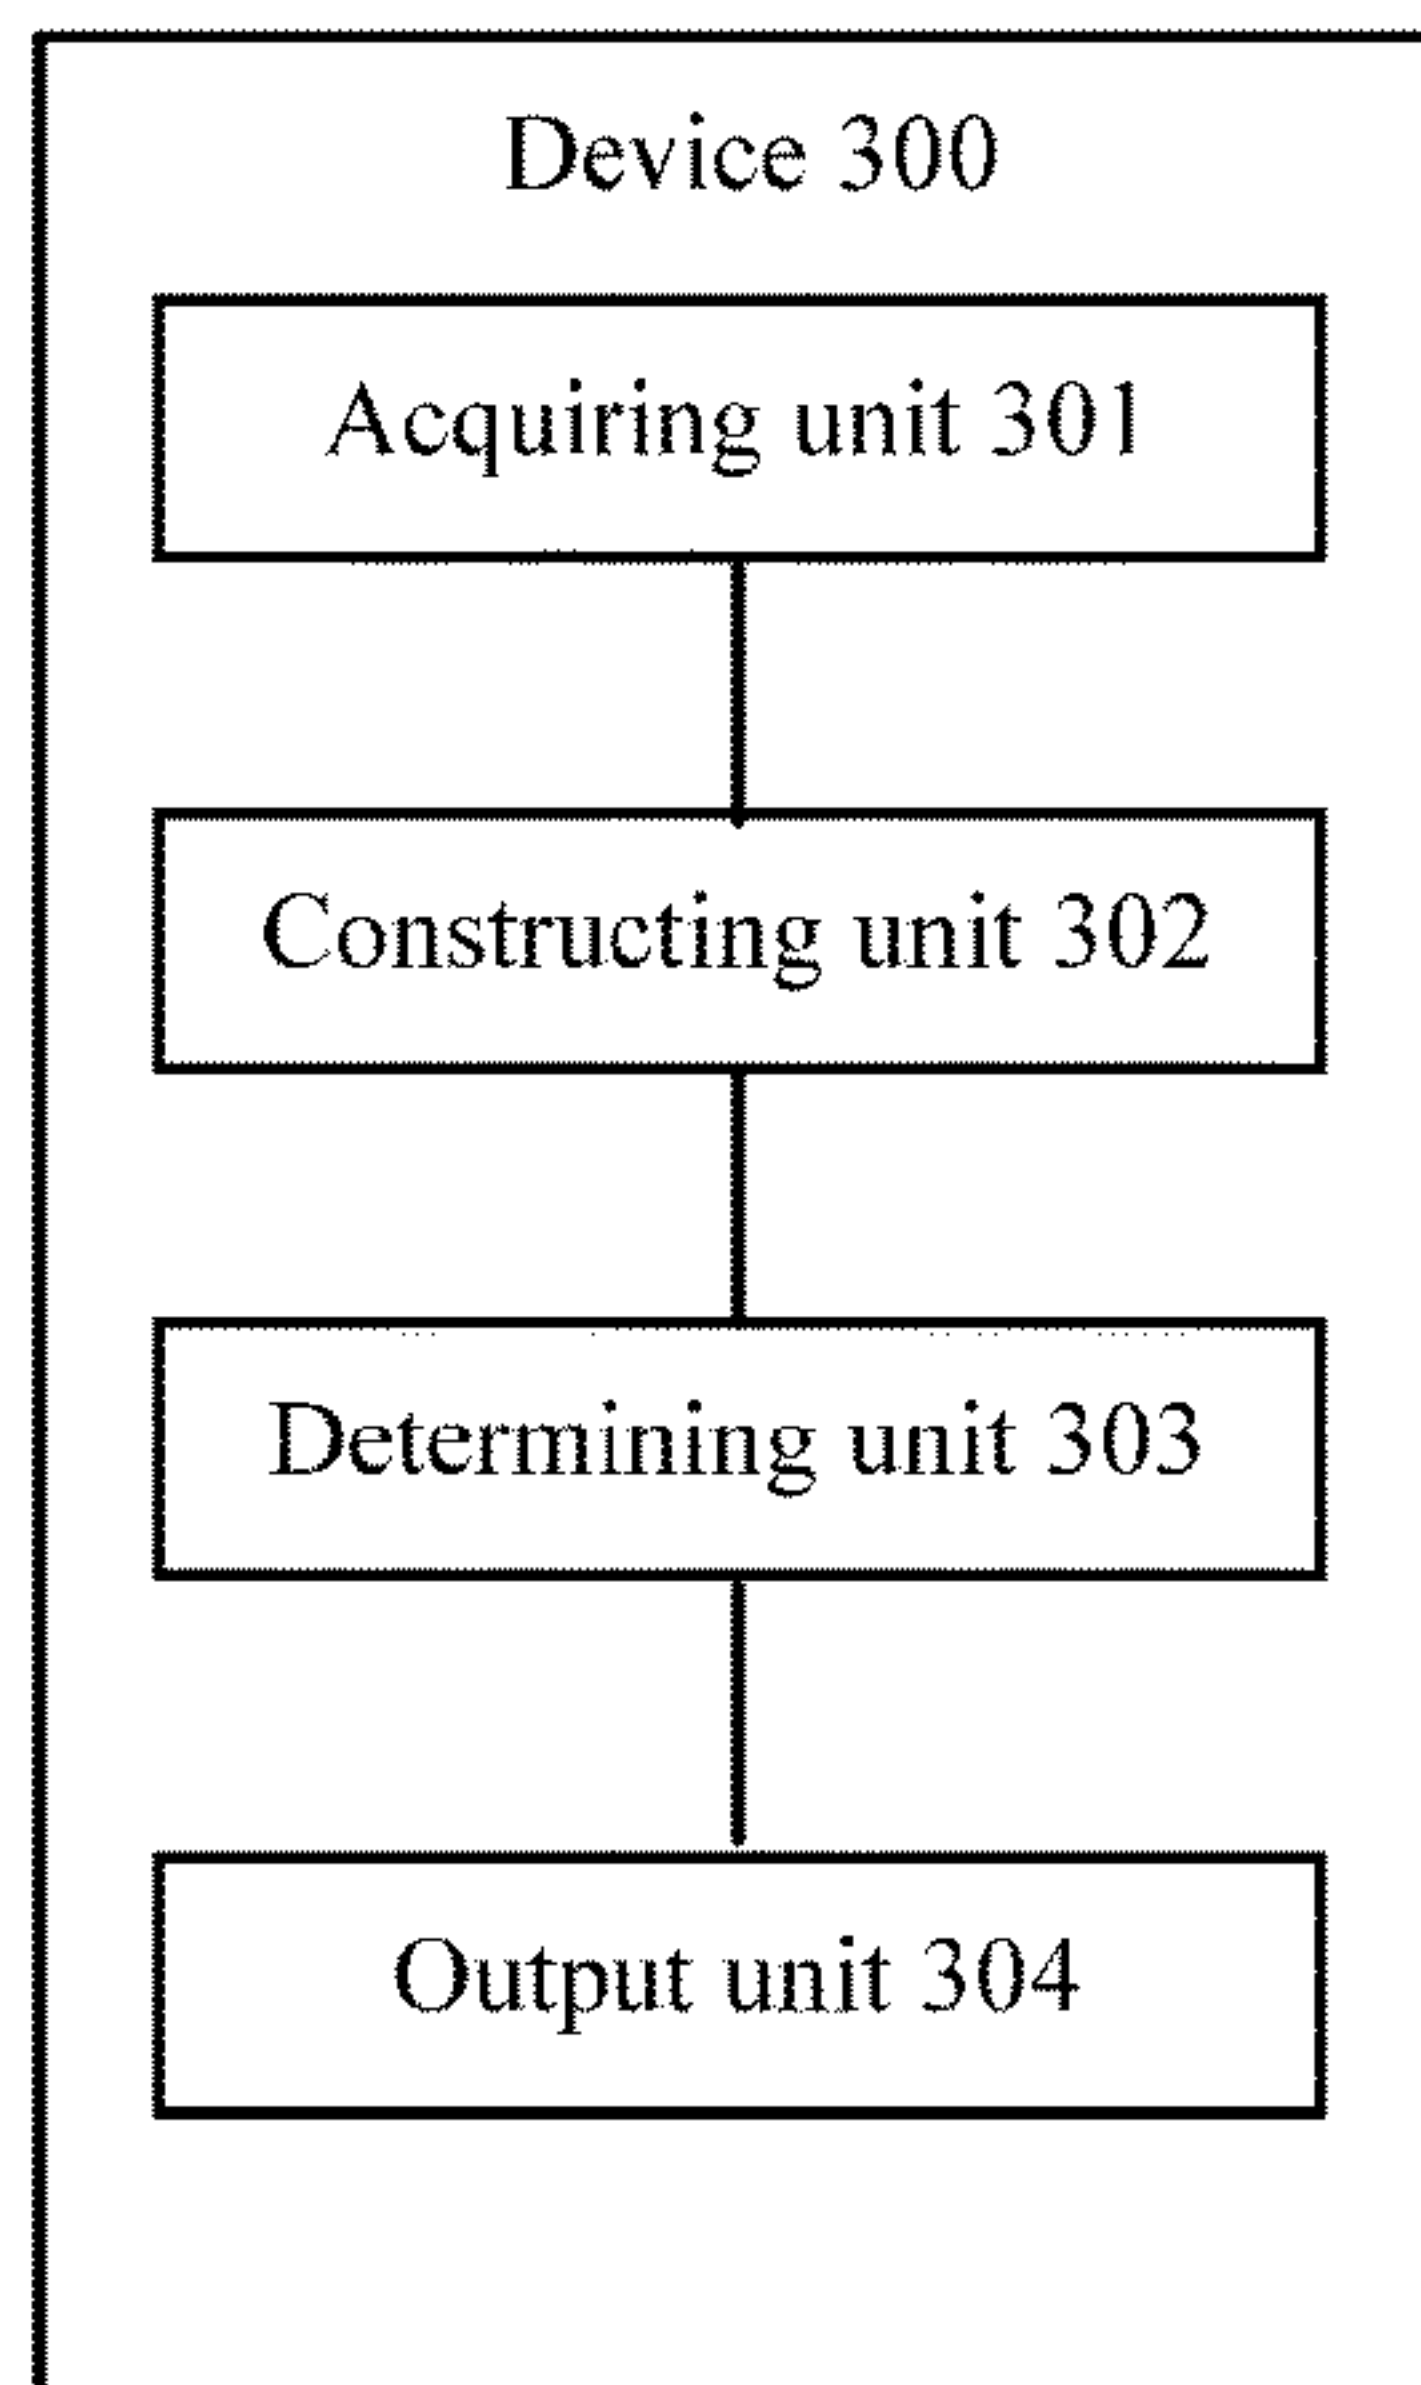 Device 300
Acquiring unit 301
Constructing unit 302
Determining unit 303
Output unit 304